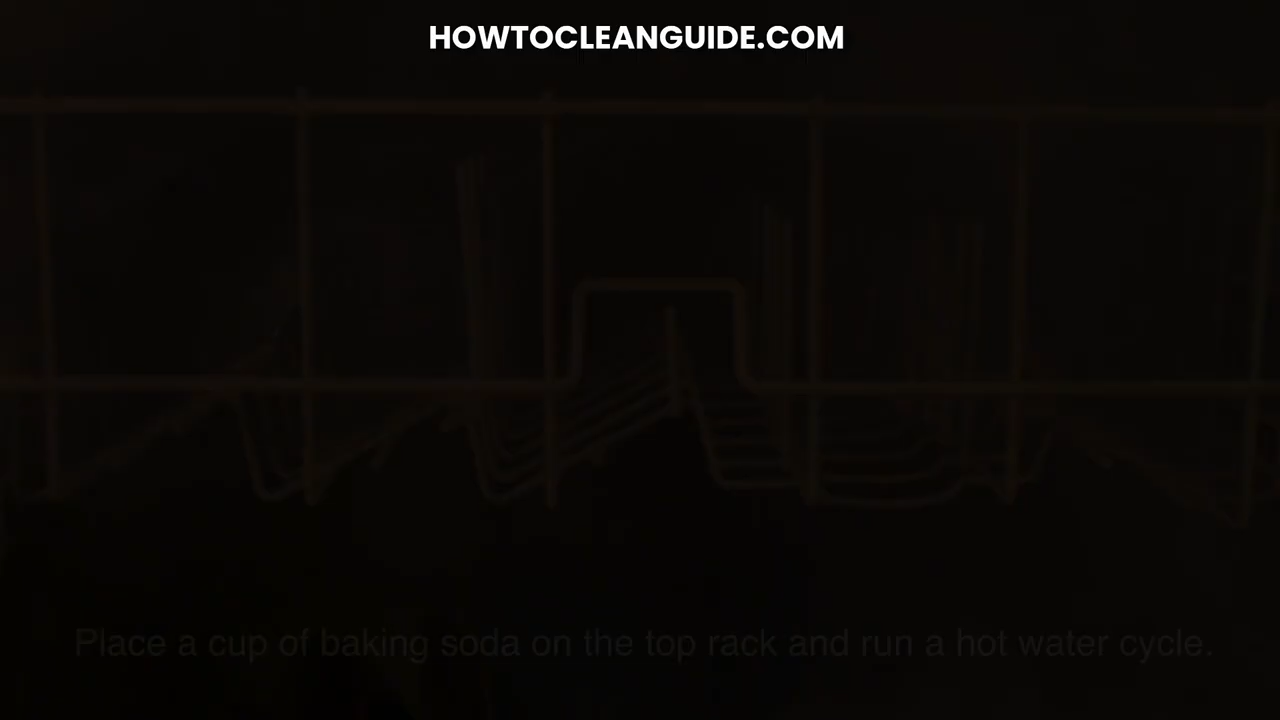 HOWTOCLEANGUIDE.COM
Place a cup of baking soda on the top rack and run a hot water cycle.